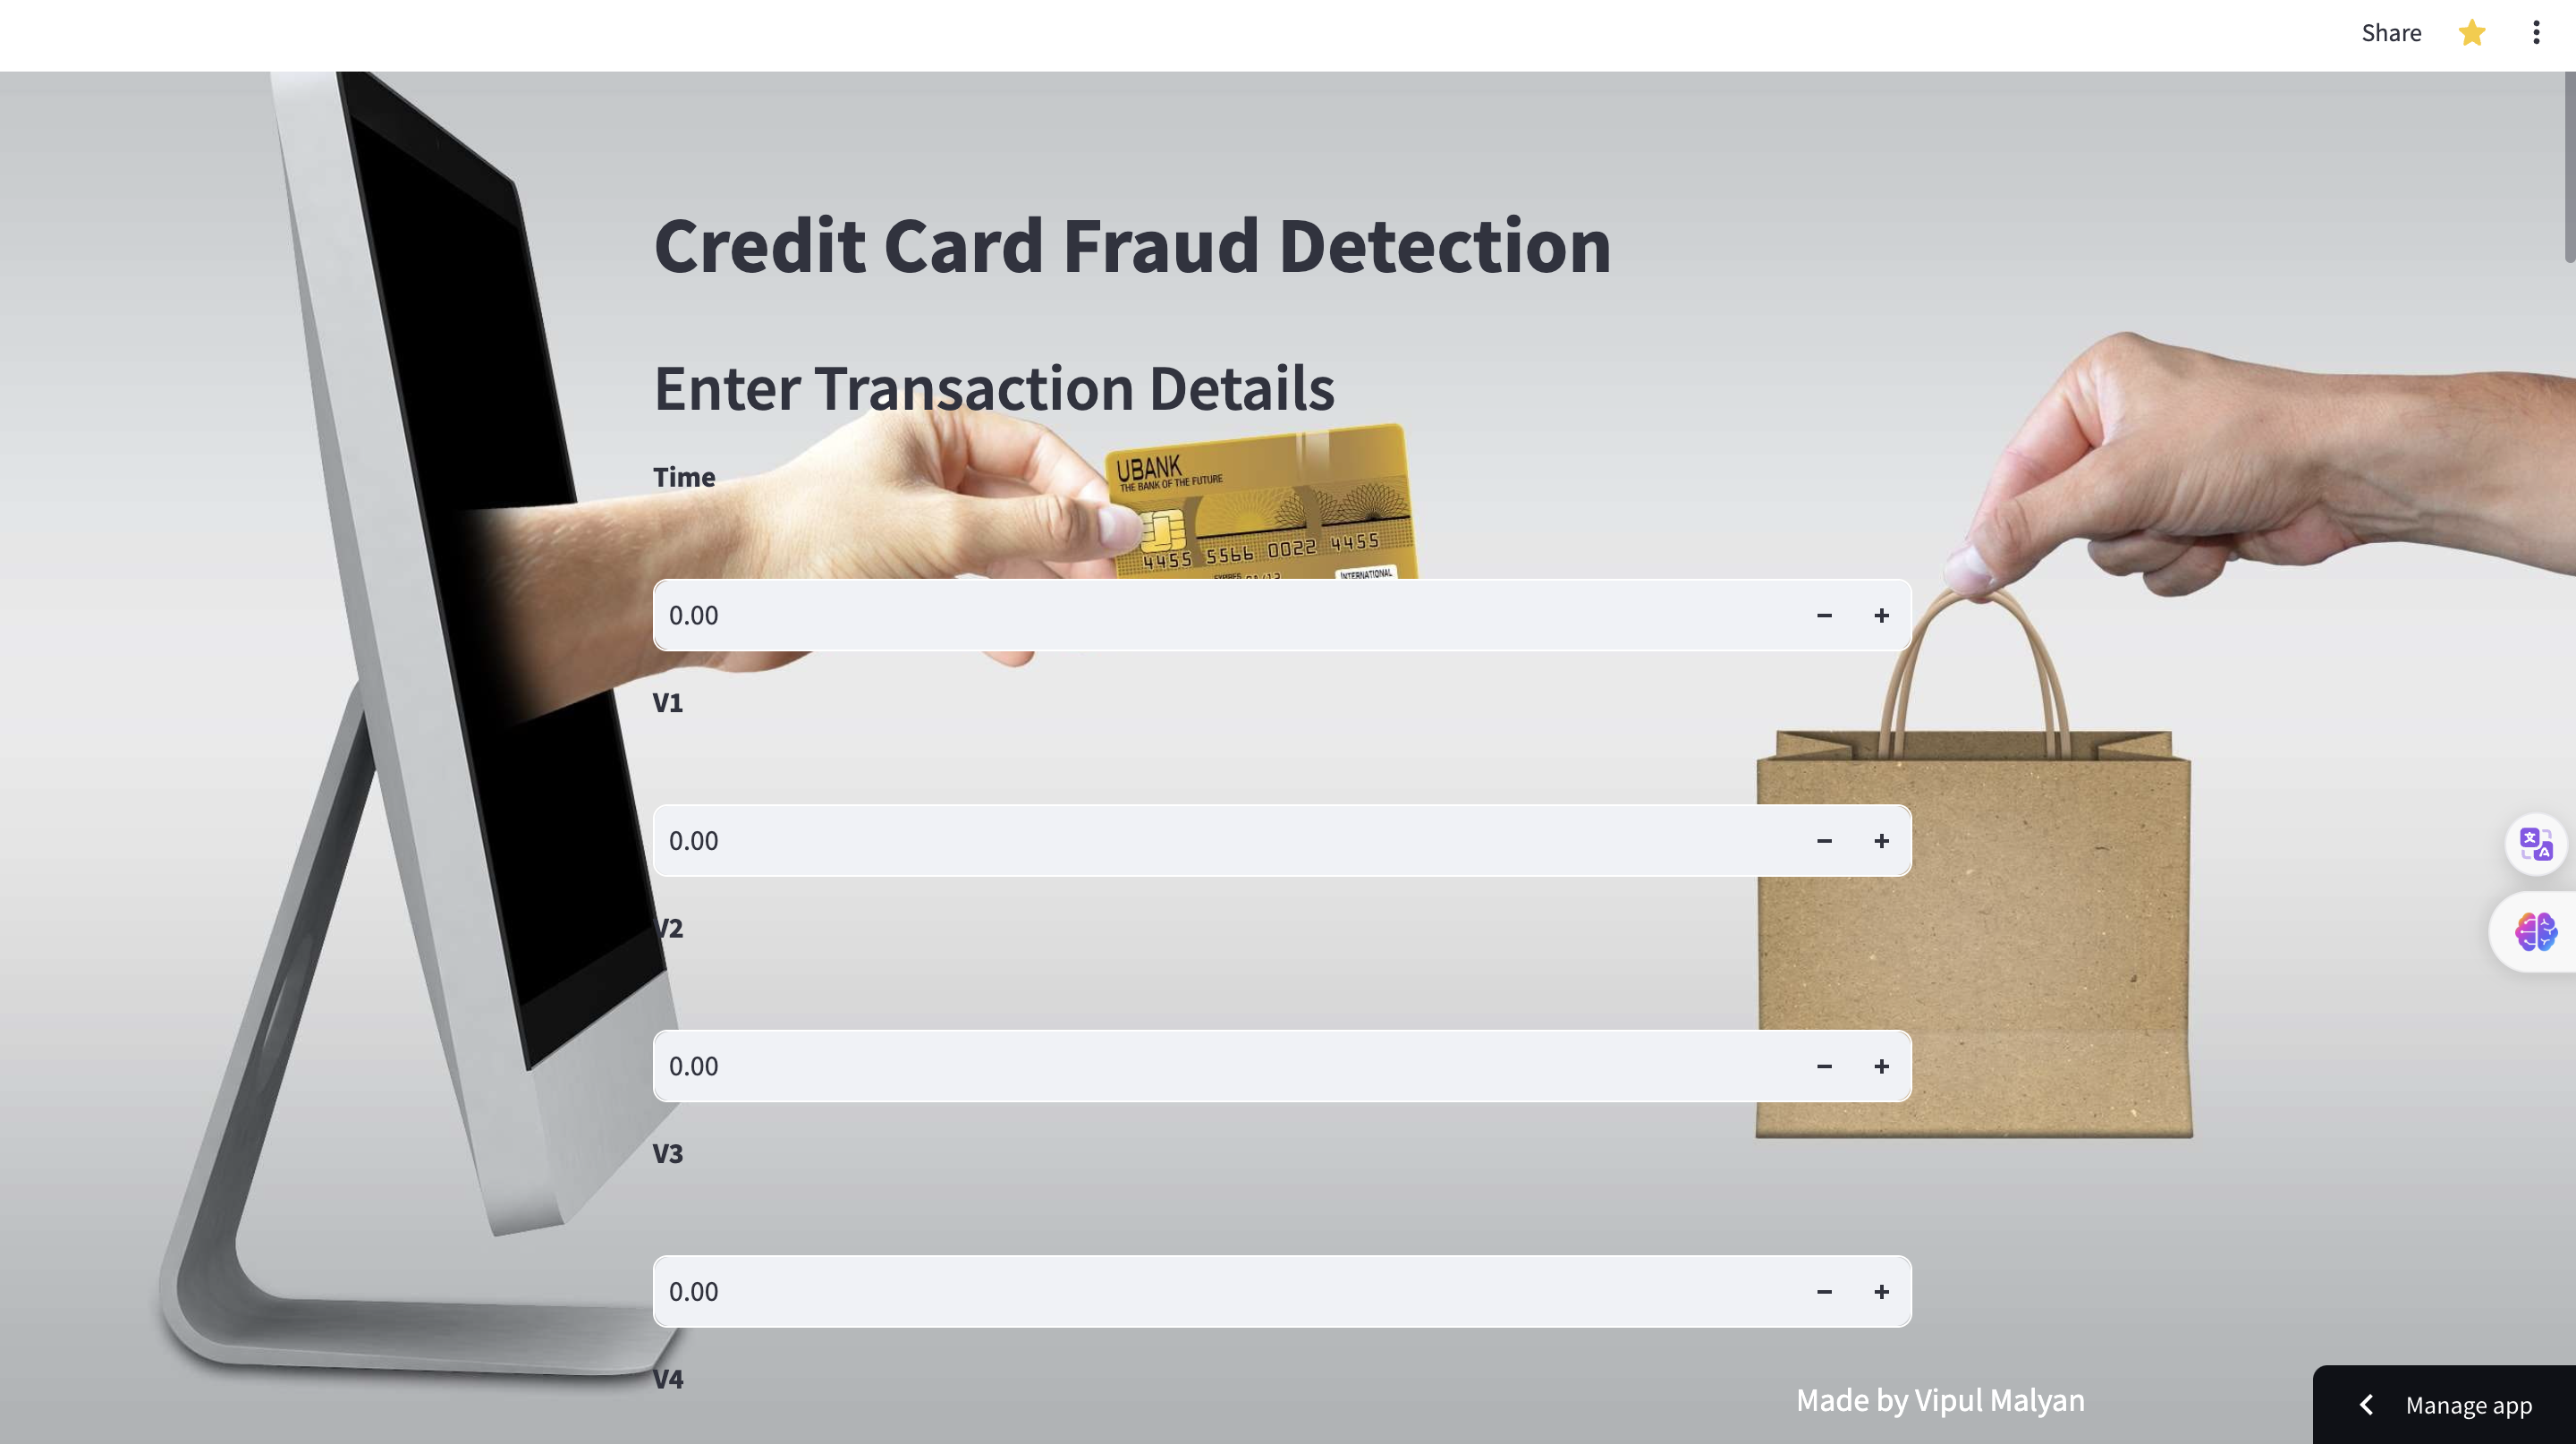 Share
Credit Card Fraud Detection
Enter Transaction Details
UBANK
THE BANK OF THE FUTURE
Time
4455 5566 0022 4455
INTERNATIONAL
0.00
V1
0.00
V2
0.00
V3
0.00
V4
Made by Vipul Malyan
Manage app